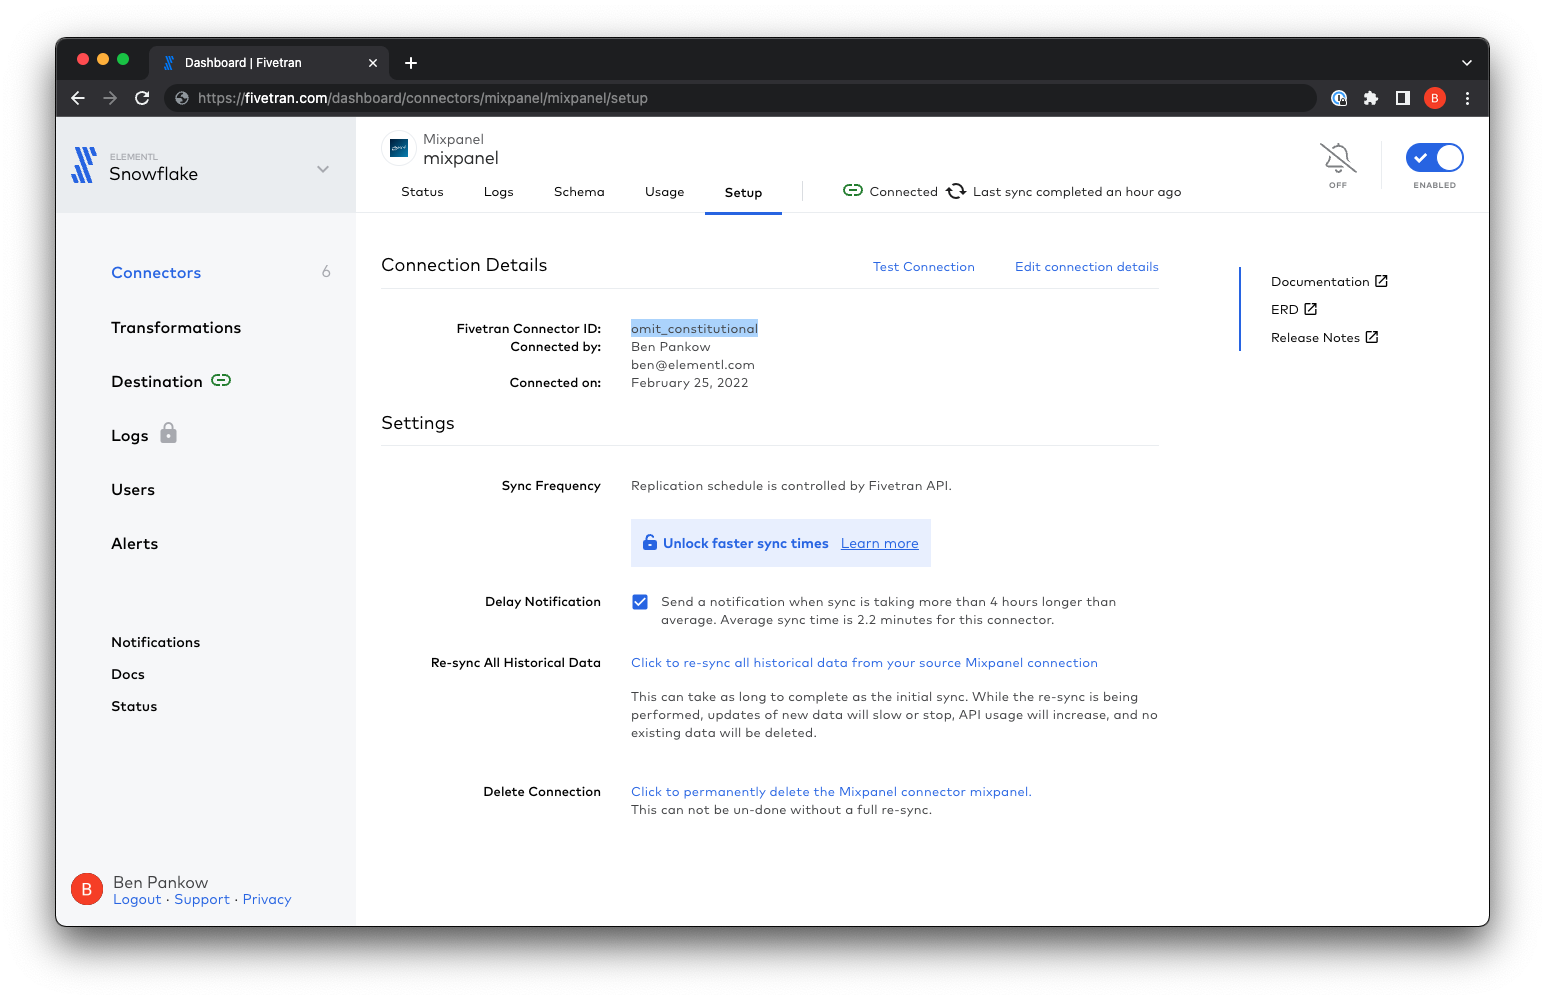 Dashboard | Fivetran
https://fivetran.com/dashboard/connectors/mixpanel/mixpanel/setup
B
ELEMENTL
Snowflake
Mixpanel
mixpanel
Status
Logs
Schema
Usage
Setup
Connected
Last sync completed an hour ago
OFF
ENABLED
Connectors
6
Transformations
Destination
Logs
Users
Alerts
Notifications
Docs
Status
B
Ben Pankow
Logout · Support · Privacy
Connection Details
Test Connection
Edit connection details
Fivetran Connector ID: omit_constitutional
Connected by: Ben Pankow
ben@elementl.com
Connected on: February 25, 2022
Settings
Sync Frequency Replication schedule is controlled by Fivetran API.
Unlock faster sync times Learn more
Delay Notification Send a notification when sync is taking more than 4 hours longer than
average. Average sync time is 2.2 minutes for this connector.
Re-sync All Historical Data Click to re-sync all historical data from your source Mixpanel connection
This can take as long to complete as the initial sync. While the re-sync is being
performed, updates of new data will slow or stop, API usage will increase, and no
existing data will be deleted.
Delete Connection Click to permanently delete the Mixpanel connector mixpanel.
This can not be un-done without a full re-sync.
Documentation
ERD
Release Notes